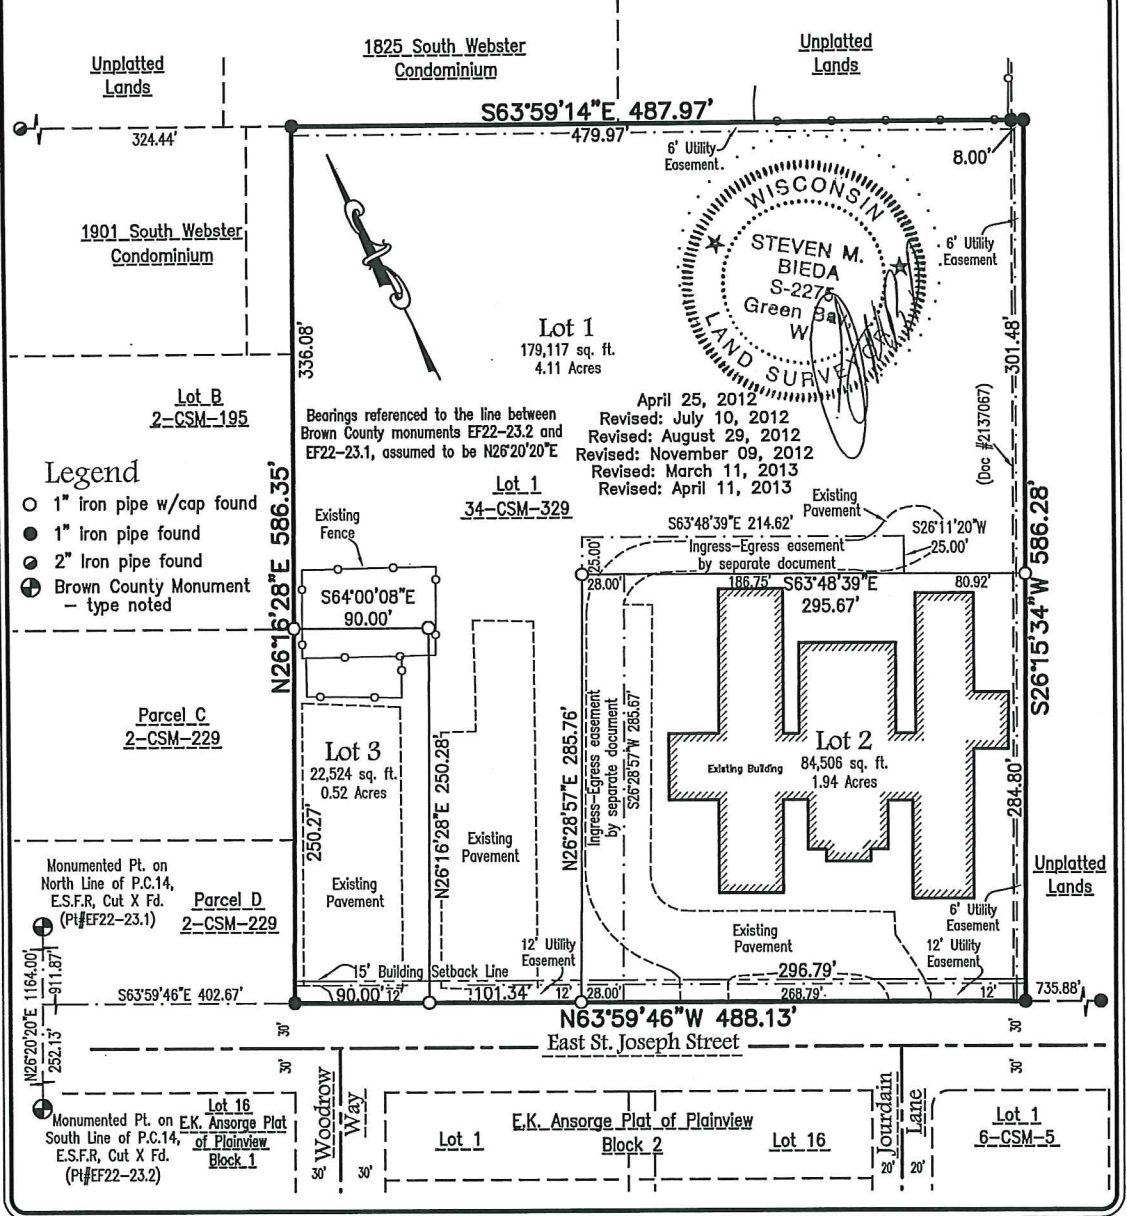 Unplatted
Lands
1825 South Webster
Condominium
Unplatted
Lands
S63°59'14"E 487.97'
324.44'
479.97'
6' Utility
Easement
8.00'
1901 South Webster
Condominium
WISCONSIN
STEVEN M.
BIEDA
S-2275
Green Bay,
LAND SURVEYOR
6' Utility
Easement
336.08'
Lot 1
179,117 sq. ft.
4.11 Acres
301.48'
Lot B
2-CSM-195
Bearings referenced to the line between
Brown County monuments EF22-23.2 and
EF22-23.1, assumed to be N26°20'20"E
April 25, 2012
Revised: July 10, 2012
Revised: August 29, 2012
Revised: November 09, 2012
Revised: March 11, 2013
Revised: April 11, 2013
(Doc #2137067)
Legend
1" iron pipe w/cap found
1" iron pipe found
2" Iron pipe found
Brown County Monument
- type noted
N26°16'28"E 586.35'
Lot 1
34-CSM-329
Existing
Fence
Existing
Pavement
S63°48'39"E 214.62'
S26°11'20"W
25.00'
25.00'
Ingress-Egress easement
by separate document
S26°15'34"W 586.28'
S64°00'08"E
90.00'
28.00'
186.75'
S63°48'39"E
295.67'
80.92'
Parcel C
2-CSM-229
Lot 3
22,524 sq. ft.
0.52 Acres
250.27'
N26°16'28"E 250.28'
Existing
Pavement
N26°28'57"E 285.76'
Ingress-Egress easement
by separate document
S26°28'57"W 285.67'
Existing Building
Lot 2
84,506 sq. ft.
1.94 Acres
284.80'
Unplatted
Lands
Monumented Pt. on
North Line of P.C.14,
E.S.F.R, Cut X Fd.
(Pt#EF22-23.1)
Parcel D
2-CSM-229
Existing
Pavement
Existing
Pavement
6' Utility
Easement
12' Utility
Easement
12' Utility
Easement
15' Building Setback Line
296.79'
N26°20'20"E 1164.00'
911.87'
252.13'
S63°59'46"E 402.67'
90.00'
12'
101.34'
12'
28.00'
268.79'
12'
735.88'
N63°59'46"W 488.13'
30'
30'
East St. Joseph Street
30'
30'
Monumented Pt. on
South Line of P.C.14,
E.S.F.R, Cut X Fd.
(Pt#EF22-23.2)
Lot 16
E.K. Ansorge Plat
of Plainview
Block 1
Woodrow
Way
30'
30'
Lot 1
E.K. Ansorge Plat of Plainview
Block 2
Lot 16
Jourdain
Lane
20'
20'
Lot 1
6-CSM-5